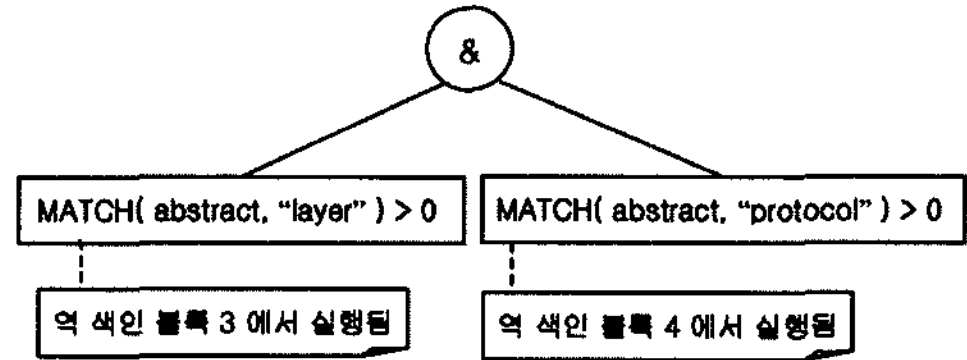 &
MATCH( abstract, “layer” ) > 0
MATCH( abstract, “protocol” ) > 0
역 색인 블록 3 에서 실행됨
역 색인 블록 4 에서 실행됨